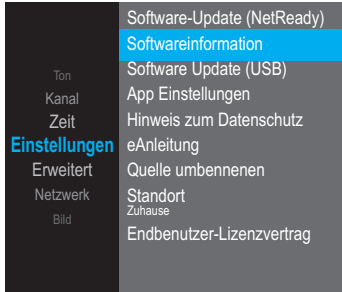 Ton
Kanal
Zeit
Einstellungen
Erweitert
Netzwerk
Bild
Software-Update (NetReady)
Softwareinformation
Software Update (USB)
App Einstellungen
Hinweis zum Datenschutz
eAnleitung
Quelle umbennenen
Standort
Zuhause
Endbenutzer-Lizenzvertrag